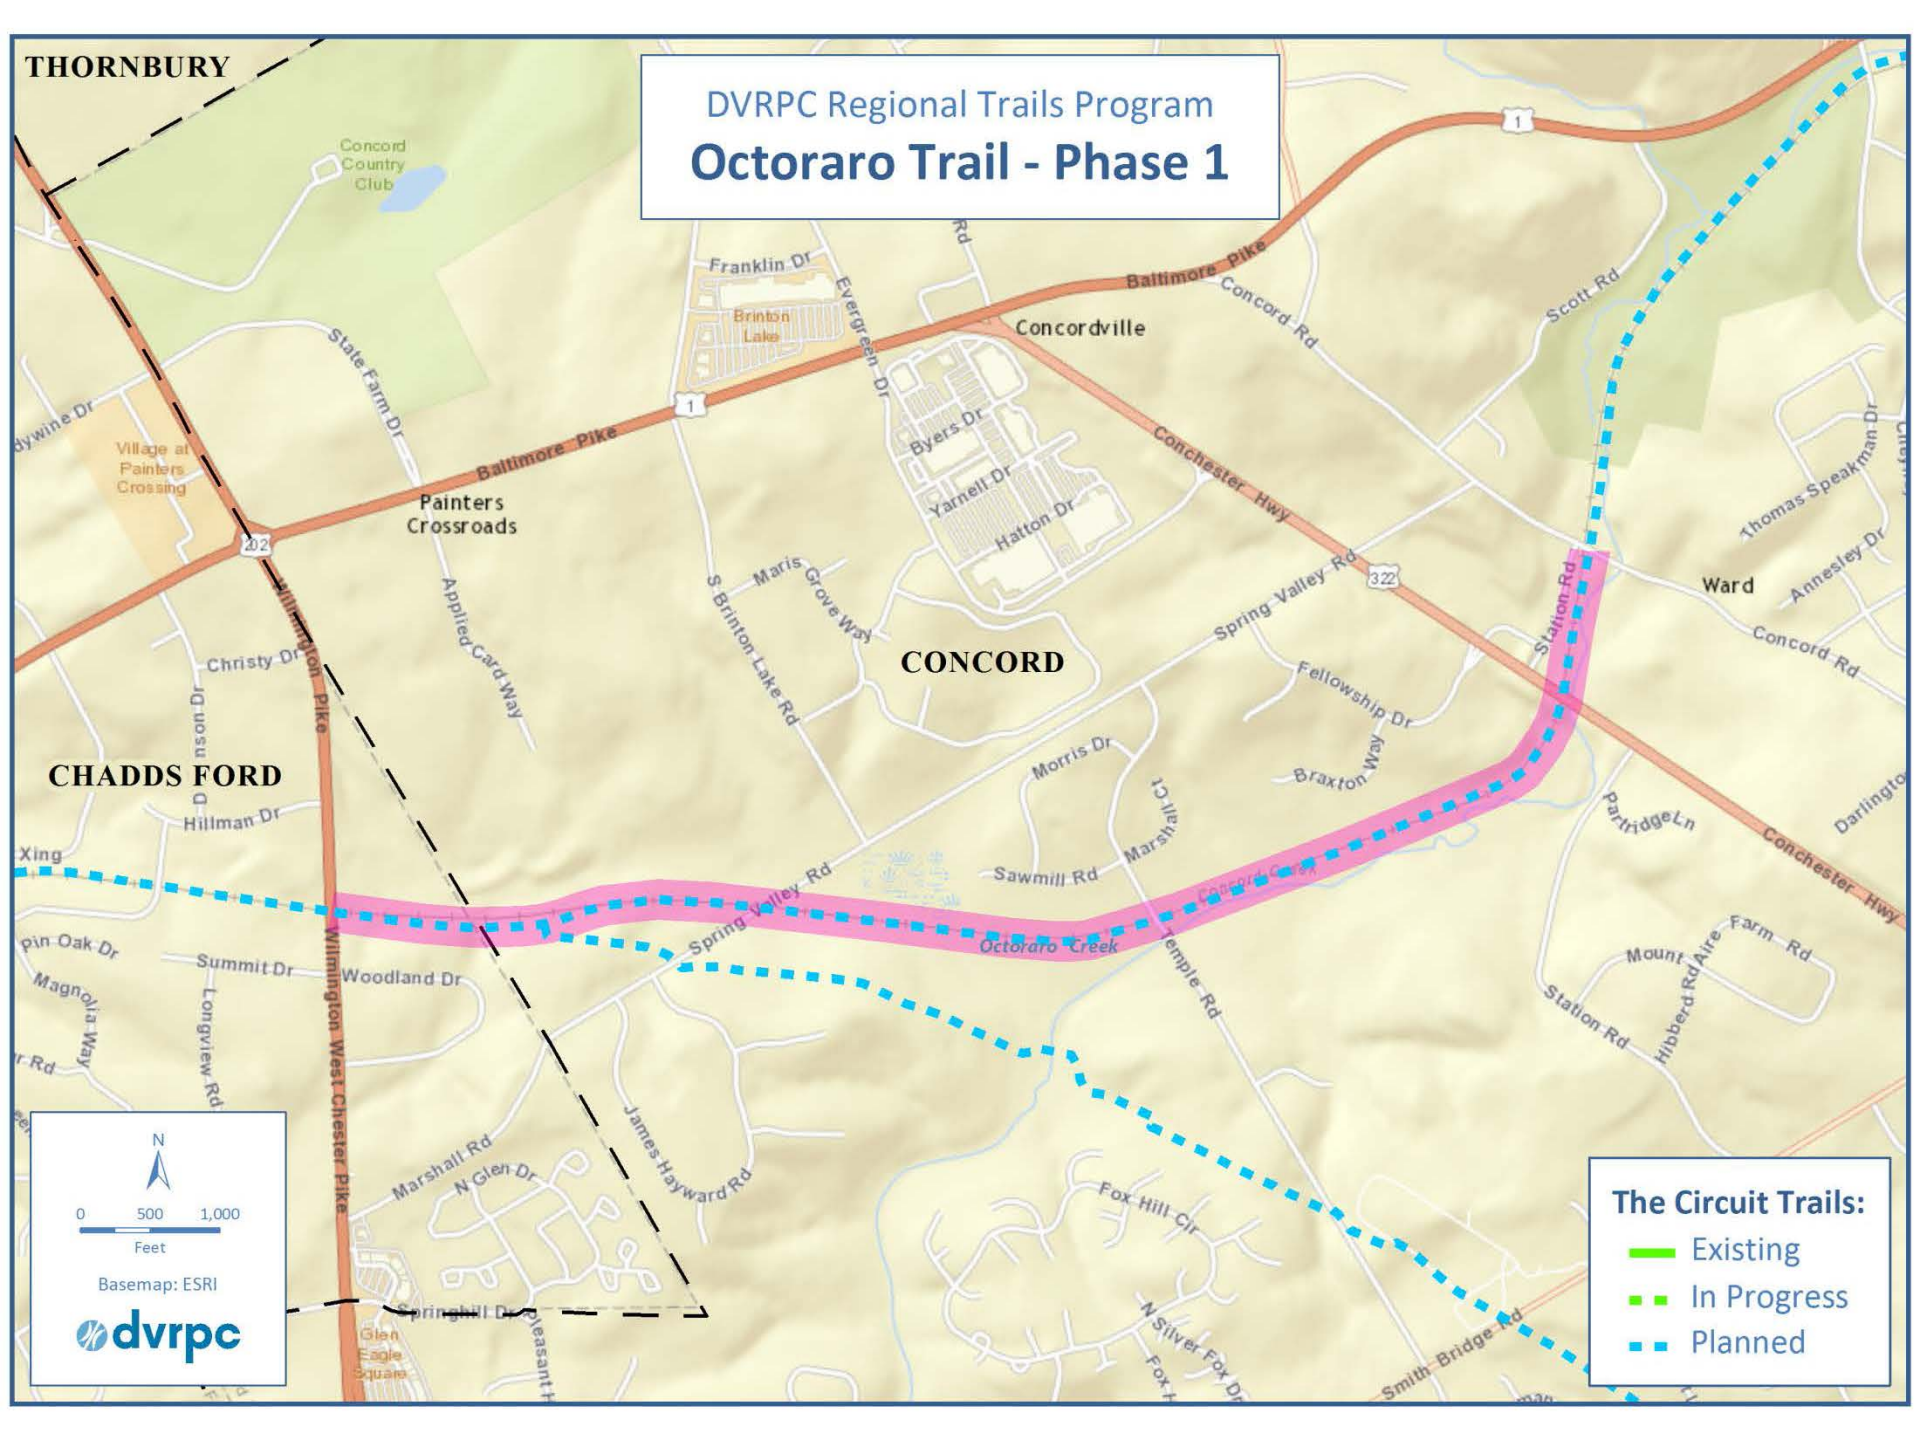 THORNBURY
DVRPC Regional Trails Program
Octoraro Trail - Phase 1
Concord
Country
Club
1
Rd
Franklin Dr
Brinton
Lake
Evergreen Dr
Baltimore Pike
Concord Rd
Scott Rd
Concordville
State Farm Dr
1
dywine Dr
Village at
Painters
Crossing
Baltimore Pike
Painters
Crossroads
202
Byers Dr
Yarnell Dr
Hatton Dr
Conchester Hwy
Thomas Speakman Dr
Annesley Dr
322
Ward
Station Rd
Concord Rd
Wilmington Pike
Applied Card Way
S Brinton Lake Rd
Maris Grove Way
Spring Valley Rd
CONCORD
Christy Dr
Fellowship Dr
Braxton Way
Morris Dr
Marshall Ct
CHADDS FORD
Hillman Dr
Partridge Ln
Darlington
Conchester Hwy
Xing
Sawmill Rd
Concord Creek
Spring Valley Rd
Octoraro Creek
Pin Oak Dr
Summit Dr
Woodland Dr
Magnolia Way
Longview Rd
r Rd
Wilmington West Chester Pike
Temple Rd
Mount Aire
Farm Rd
Hibberd Rd
Station Rd
Marshall Rd
N Glen Dr
James Hayward Rd
Fox Hill Cir
N Silver Fox Dr
Smith Bridge Rd
Springhill Dr
Pleasant H
Glen
Eagle
Square
Fox H
N
0 500 1,000
Feet
Basemap: ESRI
dvrpc
The Circuit Trails:
Existing
In Progress
Planned